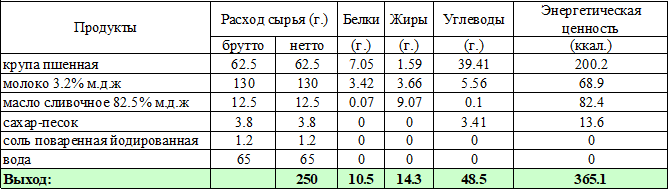 Продукты Расход сырья (г.) Белки Жиры Углеводы Энергетическая ценность
брутто нетто (г.) (г.) (г.) (ккал.)
крупа пшенная 62.5 62.5 7.05 1.59 39.41 200.2
молоко 3.2% м.д.ж 130 130 3.42 3.66 5.56 68.9
масло сливочное 82.5% м.д.ж 12.5 12.5 0.07 9.07 0.1 82.4
сахар-песок 3.8 3.8 0 0 3.41 13.6
соль поваренная йодированная 1.2 1.2 0 0 0 0
вода 65 65 0 0 0 0
Выход: 250 10.5 14.3 48.5 365.1